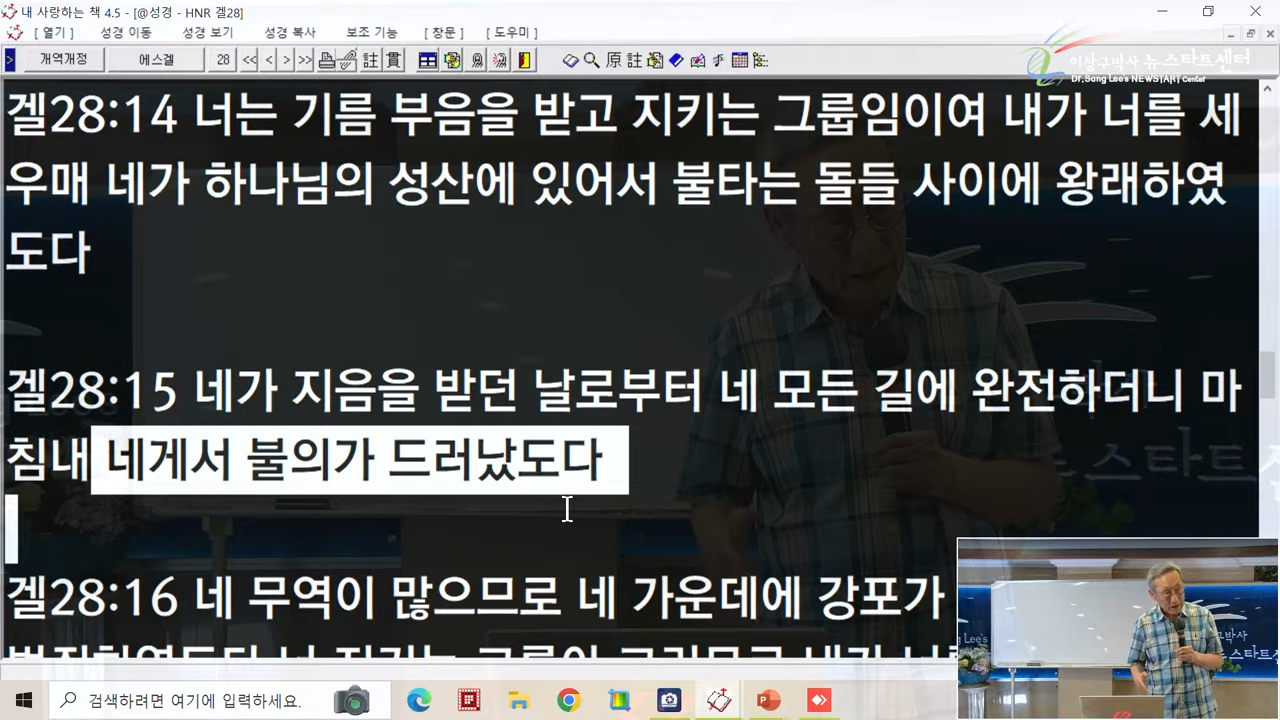 내 사랑하는 책 4.5 - [@성경 - HNR 겔28]
[ 열기 ] 성경 이동 성경 보기 성경 복사 보조 기능 [ 창문 ] [ 도우미 ]
개역개정 에스겔 28 << < > >> 註 貫 原 註
이상구박사 뉴스타트센터
Dr.Sang Lee's NEWSTART Center
겔28:14 너는 기름 부음을 받고 지키는 그룹임이여 내가 너를 세
우매 네가 하나님의 성산에 있어서 불타는 돌들 사이에 왕래하였
도다
겔28:15 네가 지음을 받던 날로부터 네 모든 길에 완전하더니 마
침내 네게서 불의가 드러났도다
겔28:16 네 무역이 많으므로 네 가운데에 강포가
검색하려면 여기에 입력하세요.